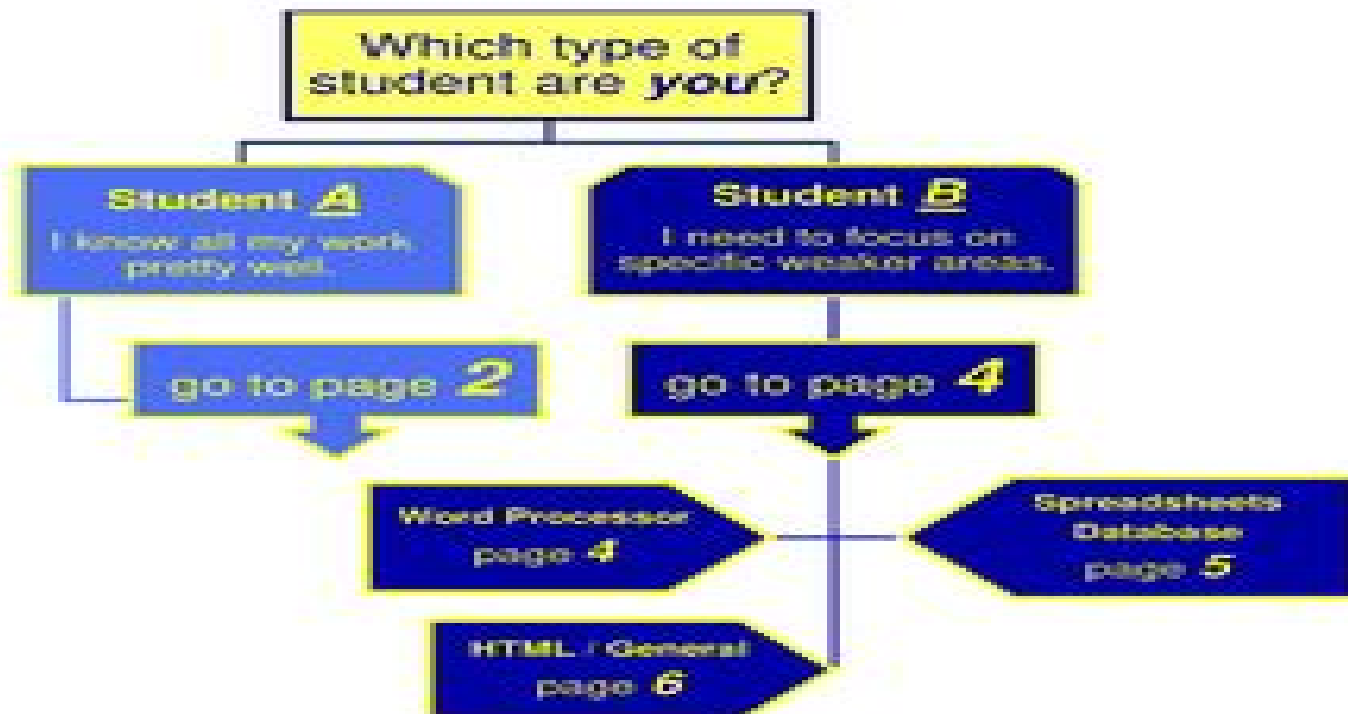 Which type of
student are you?
Student A
I know all my work
pretty well.
Student B
I need to focus on
specific weaker areas.
go to page 2
go to page 4
Word Processor
page 4
Spreadsheets
Database
page 5
HTML / General
page 6